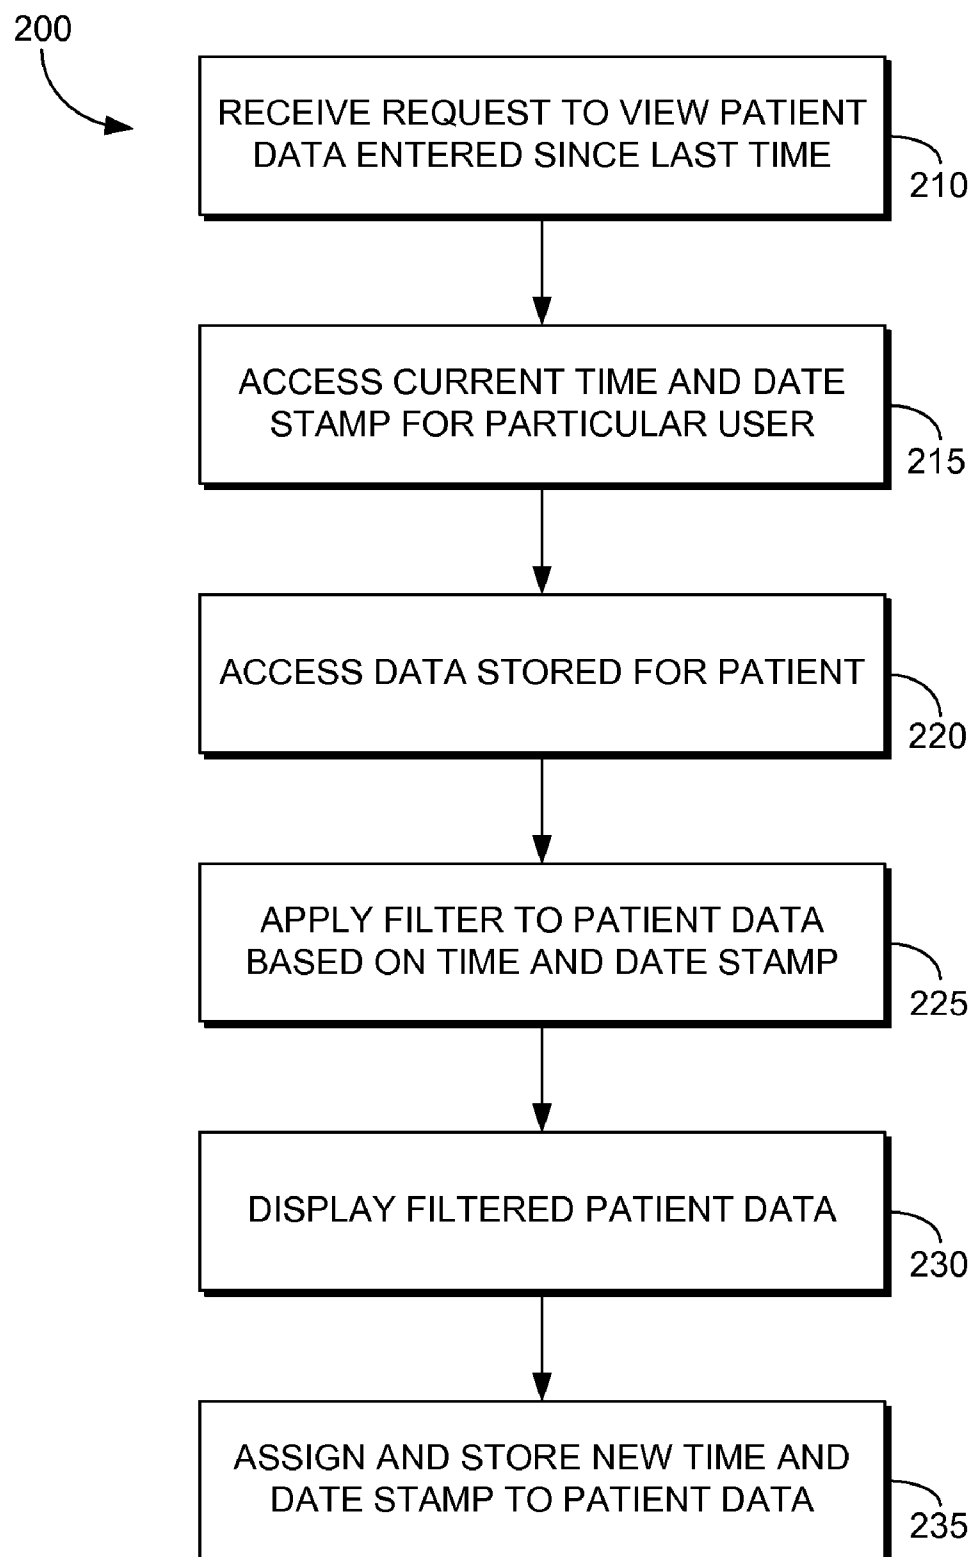 200
RECEIVE REQUEST TO VIEW PATIENT
DATA ENTERED SINCE LAST TIME
210
ACCESS CURRENT TIME AND DATE
STAMP FOR PARTICULAR USER
215
ACCESS DATA STORED FOR PATIENT
220
APPLY FILTER TO PATIENT DATA
BASED ON TIME AND DATE STAMP
225
DISPLAY FILTERED PATIENT DATA
230
ASSIGN AND STORE NEW TIME AND
DATE STAMP TO PATIENT DATA
235